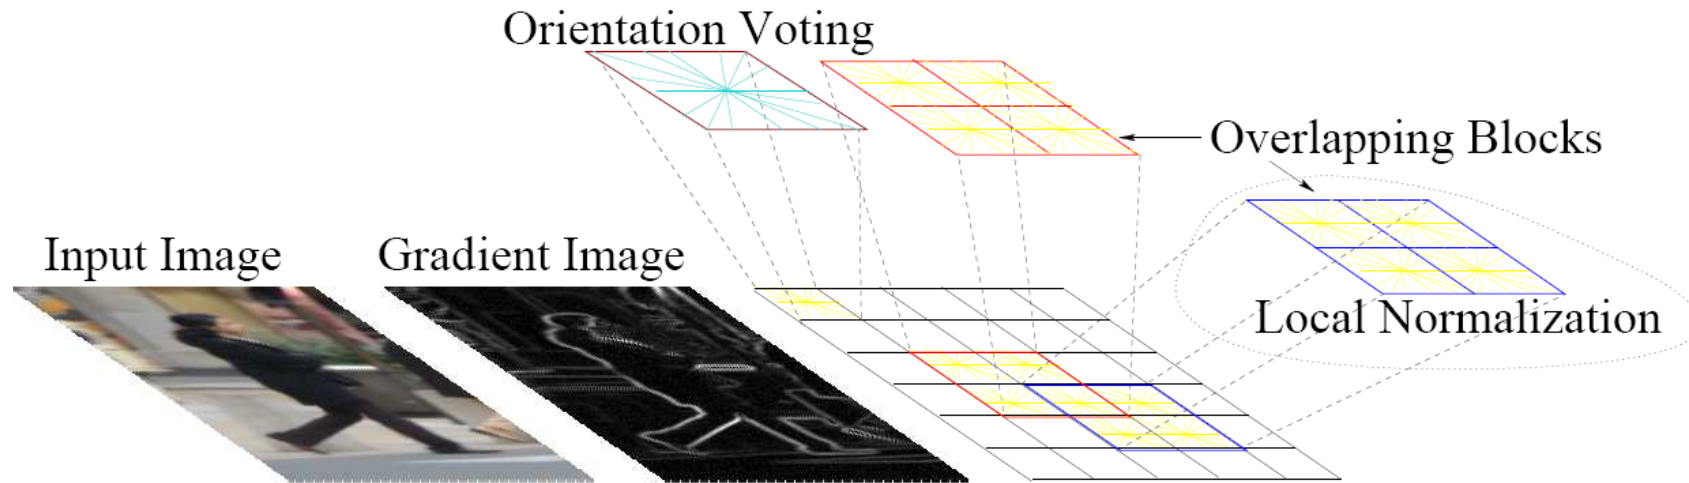 Orientation Voting
Overlapping Blocks
Input Image
Gradient Image
Local Normalization